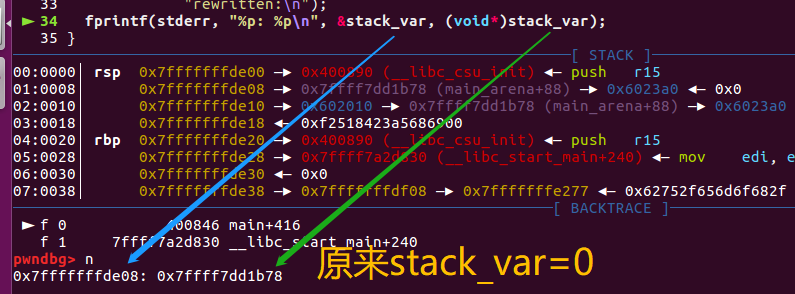 33 "rewritten:\n");
► 34 fprintf(stderr, "%p: %p\n", &stack_var, (void*)stack_var);
35 }
[ STACK ]
00:0000│ rsp 0x7fffffffde00 —▸ 0x400890 (__libc_csu_init) ◂— push r15
01:0008│ 0x7fffffffde08 —▸ 0x7ffff7dd1b78 (main_arena+88) —▸ 0x6023a0 ◂— 0x0
02:0010│ 0x7fffffffde10 —▸ 0x602010 —▸ 0x7ffff7dd1b78 (main_arena+88) —▸ 0x6023a0
03:0018│ 0x7fffffffde18 ◂— 0xf2518423a5686900
04:0020│ rbp 0x7fffffffde20 —▸ 0x400890 (__libc_csu_init) ◂— push r15
05:0028│ 0x7fffffffde28 —▸ 0x7ffff7a2d830 (__libc_start_main+240) ◂— mov edi, e
06:0030│ 0x7fffffffde30 ◂— 0x0
07:0038│ 0x7fffffffde38 —▸ 0x7fffffffdf08 —▸ 0x7fffffffe277 ◂— 0x62752f656d6f682f
[ BACKTRACE ]
► f 0 400846 main+416
f 1 7ffff7a2d830 __libc_start_main+240
pwndbg> n
0x7fffffffde08: 0x7ffff7dd1b78
原来stack_var=0